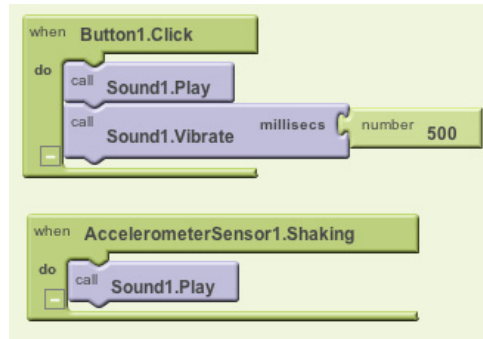 when Button1.Click
do call Sound1.Play
call Sound1.Vibrate millisecs number 500
when AccelerometerSensor1.Shaking
do call Sound1.Play